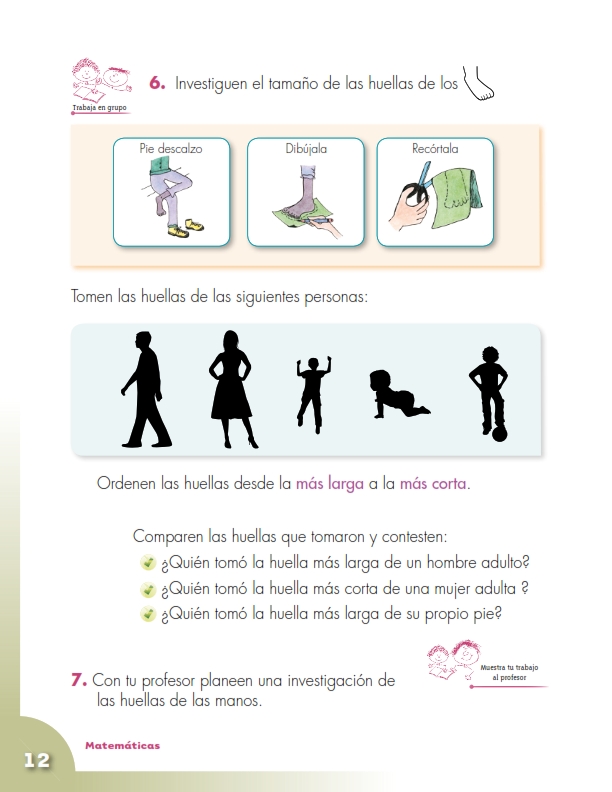 6. Investiguen el tamaño de las huellas de los
Trabaja en grupo
Pie descalzo
Dibújala
Recórtala
Tomen las huellas de las siguientes personas:
Ordenen las huellas desde la más larga a la más corta.
Comparen las huellas que tomaron y contesten:
¿Quién tomó la huella más larga de un hombre adulto?
¿Quién tomó la huella más corta de una mujer adulta ?
¿Quién tomó la huella más larga de su propio pie?
Muestra tu trabajo
al profesor
7. Con tu profesor planeen una investigación de
las huellas de las manos.
Matemáticas
12